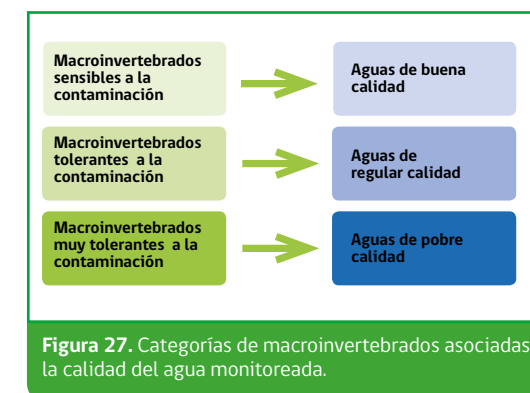 Macroinvertebrados
sensibles a la
contaminación
Aguas de buena
calidad
Macroinvertebrados
tolerantes a la
contaminación
Aguas de
regular calidad
Macroinvertebrados
muy tolerantes a la
contaminación
Aguas de pobre
calidad
Figura 27. Categorías de macroinvertebrados asociadas
la calidad del agua monitoreada.